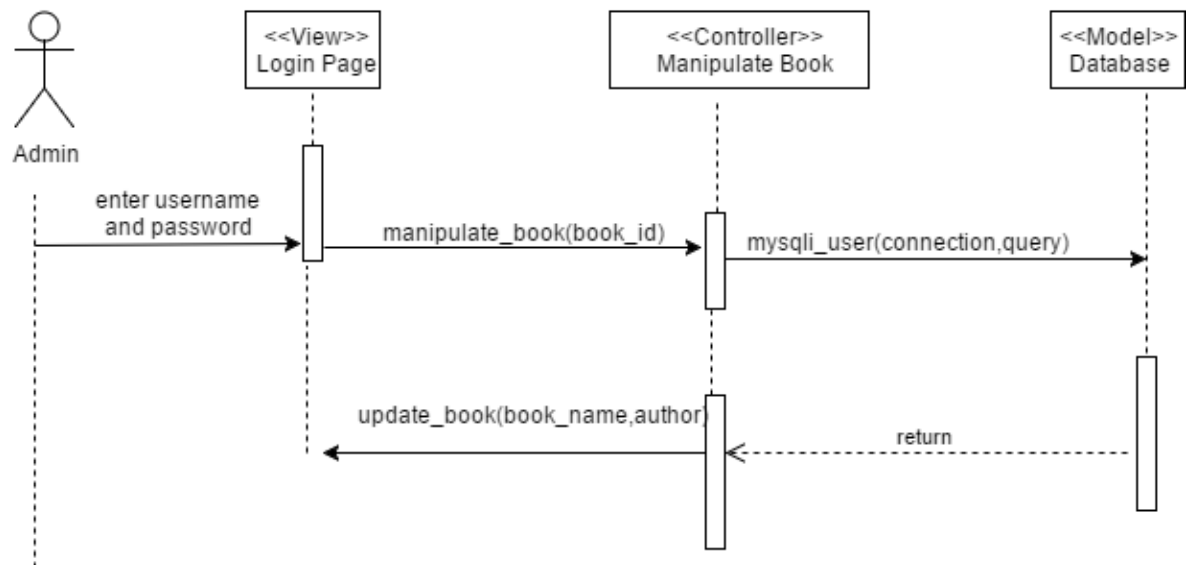 <<View>>
Login Page
<<Controller>>
Manipulate Book
<<Model>>
Database
Admin
enter username
and password
manipulate_book(book_id)
mysqli_user(connection,query)
update_book(book_name,author)
return